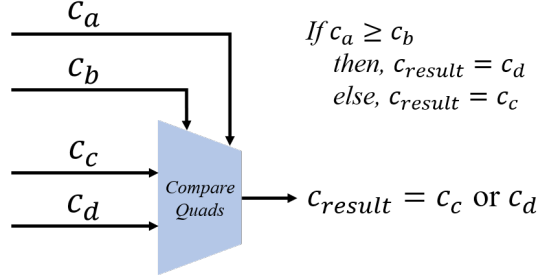 c_a
c_b
c_c
c_d
Compare
Quads
If c_a ≥ c_b
then, c_result = c_d
else, c_result = c_c
c_result = c_c or c_d